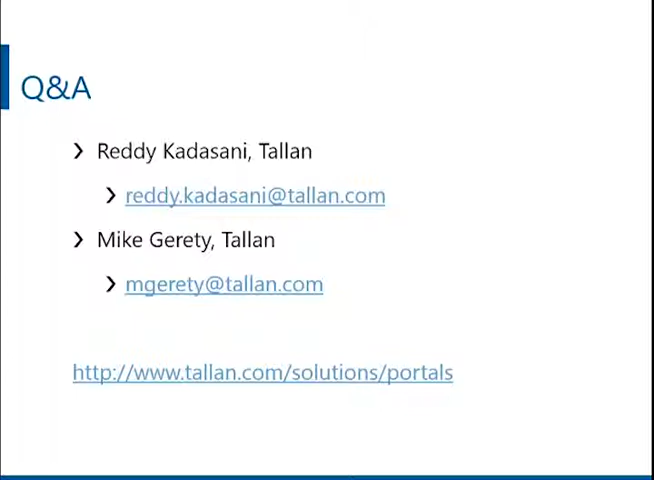 Q&A
Reddy Kadasani, Tallan
reddy.kadasani@tallan.com
Mike Gerety, Tallan
mgerety@tallan.com
http://www.tallan.com/solutions/portals